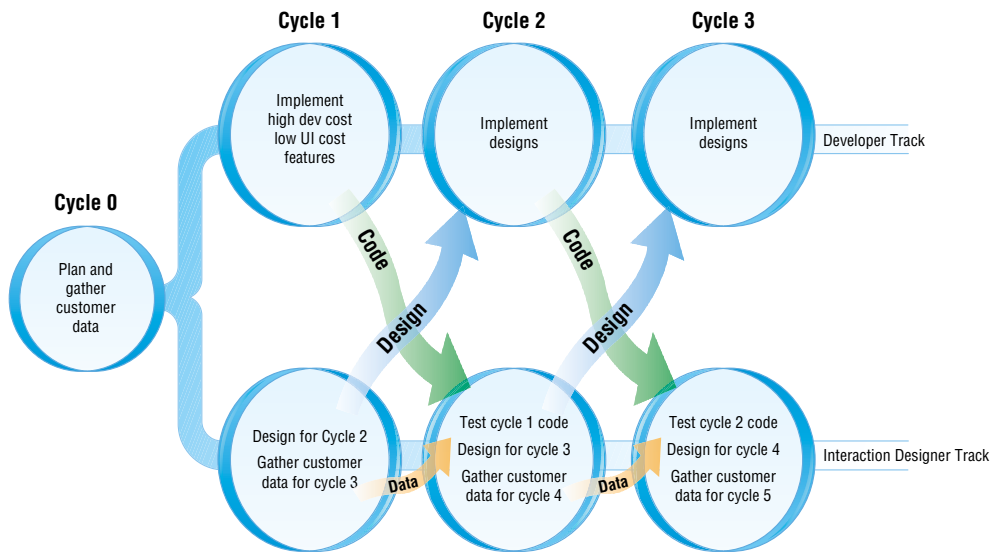 Cycle 1
Cycle 2
Cycle 3
Implement
high dev cost
low UI cost
features
Implement
designs
Implement
designs
Developer Track
Cycle 0
Plan and
gather
customer
data
Code
Design
Code
Design
Design for Cycle 2
Gather customer
data for cycle 3
Data
Test cycle 1 code
Design for cycle 3
Gather customer
data for cycle 4
Data
Test cycle 2 code
Design for cycle 4
Gather customer
data for cycle 5
Interaction Designer Track